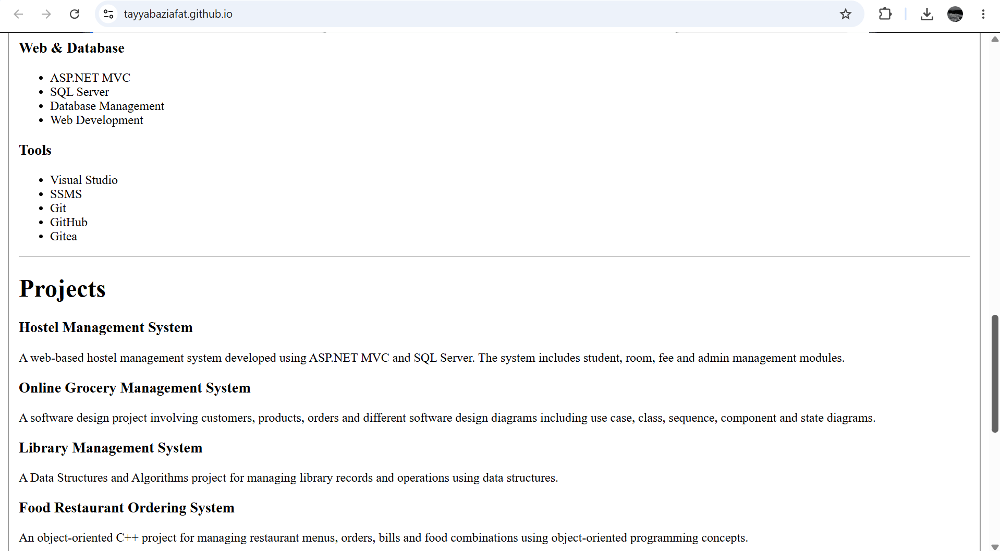 tayyabaziafat.github.io
Web & Database
ASP.NET MVC
SQL Server
Database Management
Web Development
Tools
Visual Studio
SSMS
Git
GitHub
Gitea
Projects
Hostel Management System
A web-based hostel management system developed using ASP.NET MVC and SQL Server. The system includes student, room, fee and admin management modules.
Online Grocery Management System
A software design project involving customers, products, orders and different software design diagrams including use case, class, sequence, component and state diagrams.
Library Management System
A Data Structures and Algorithms project for managing library records and operations using data structures.
Food Restaurant Ordering System
An object-oriented C++ project for managing restaurant menus, orders, bills and food combinations using object-oriented programming concepts.